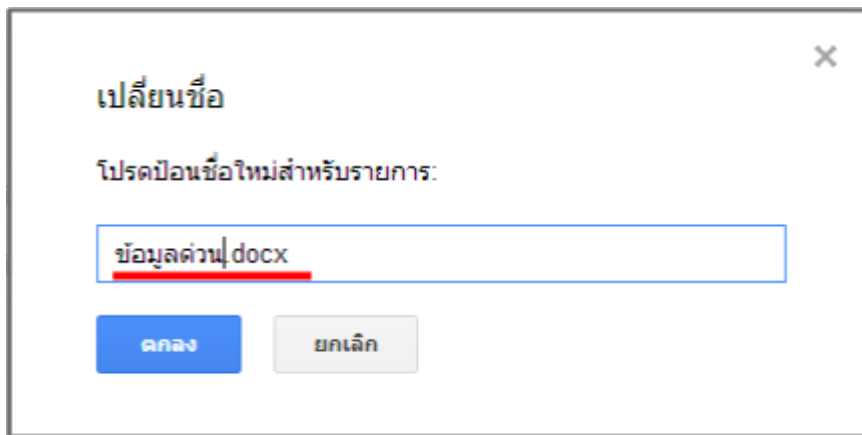 เปลี่ยนชื่อ
โปรดป้อนชื่อใหม่สำหรับรายการ:
ข้อมูลด่วน.docx
ตกลง ยกเลิก